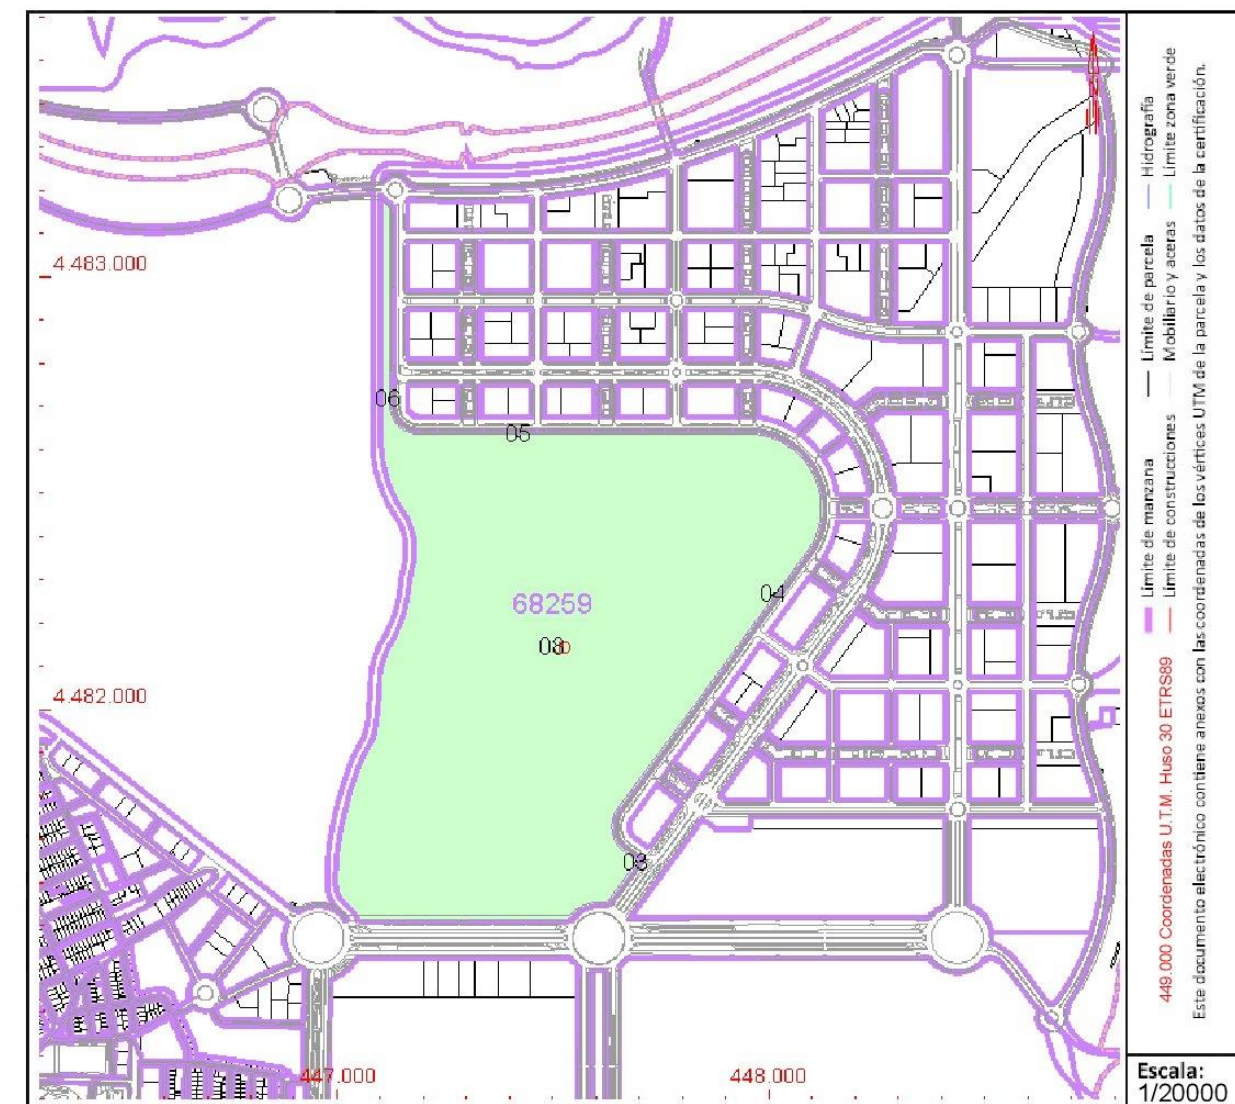 4.483.000
06
05
68259
04
03
4.482.000
03
447.000
448.000
Límite de manzana
Límite de parcela
Hidrografía
Límite de construcciones
Mobiliario y aceras
Límite zona verde
449.000 Coordenadas U.T.M. Huso 30 ETRS89
Este documento electrónico contiene anexos con las coordenadas de los vértices UTM de la parcela y los datos de la certificación.
Escala:
1/20000